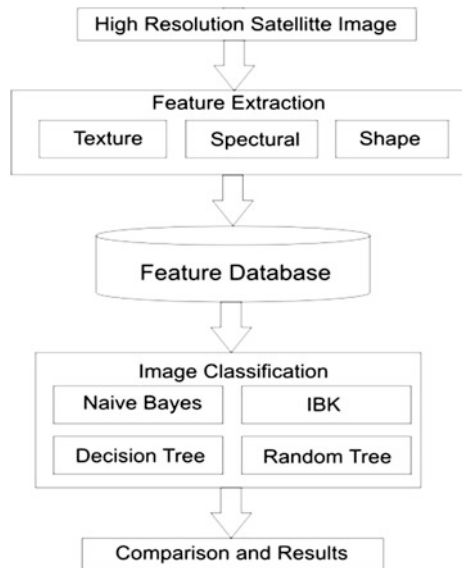 High Resolution Satellitte Image
Feature Extraction
Texture
Spectural
Shape
Feature Database
Image Classification
Naive Bayes
IBK
Decision Tree
Random Tree
Comparison and Results